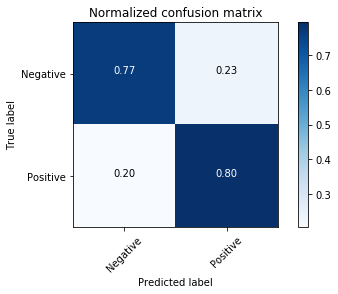 Normalized confusion matrix
True label
Negative
0.77
0.23
Positive
0.20
0.80
Negative
Positive
Predicted label
0.7
0.6
0.5
0.4
0.3